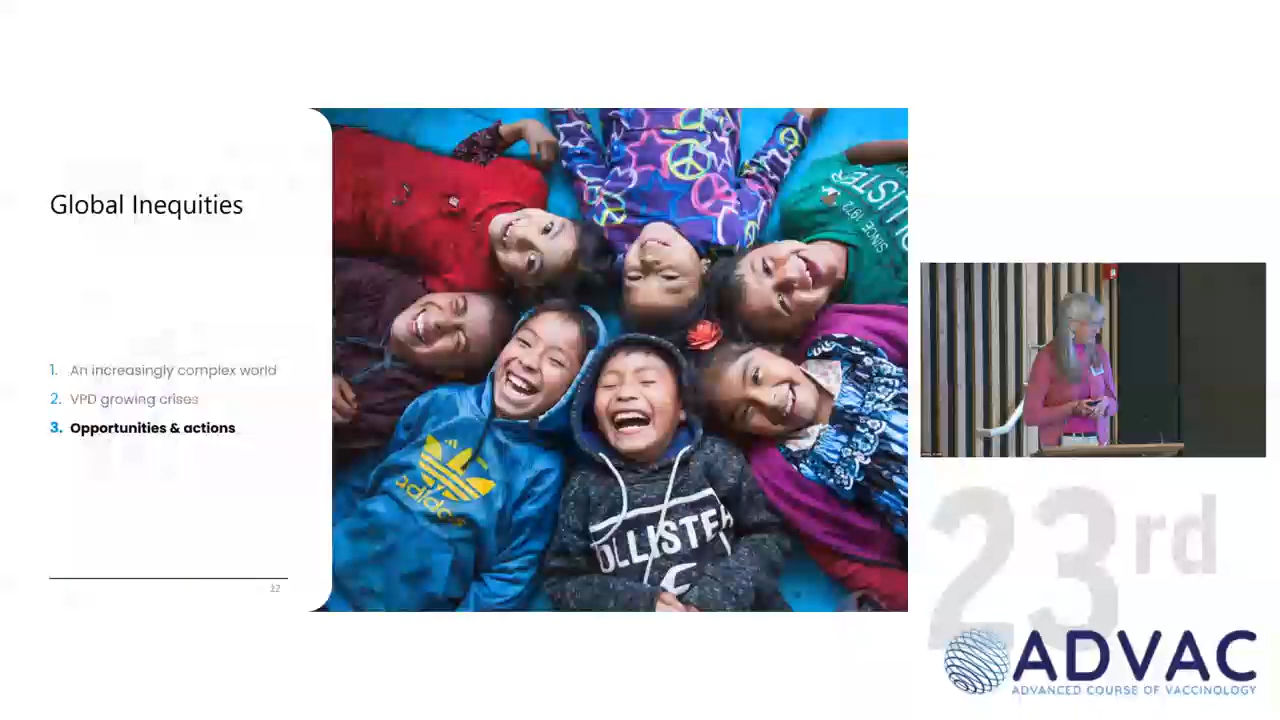 Global Inequities
1. An increasingly complex world
2. VPD growing crises
3. Opportunities & actions
22
LLISTER
SINCE 1972
adidas
OLLISTER
23rd
ADVAC
ADVANCED COURSE OF VACCINOLOGY